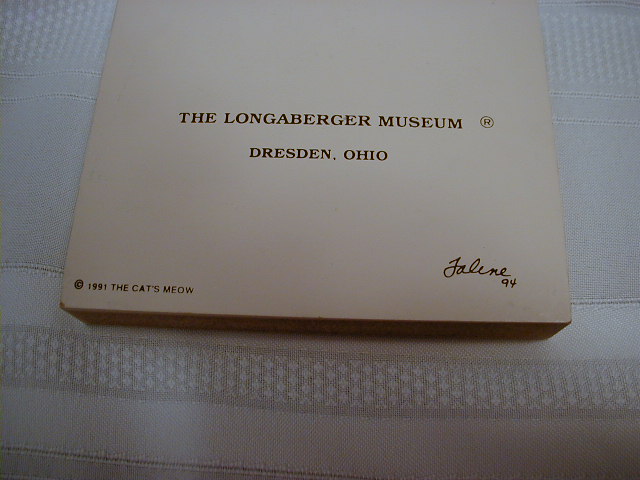 THE LONGABERGER MUSEUM ®
DRESDEN, OHIO
Faline
94
© 1991 THE CAT'S MEOW